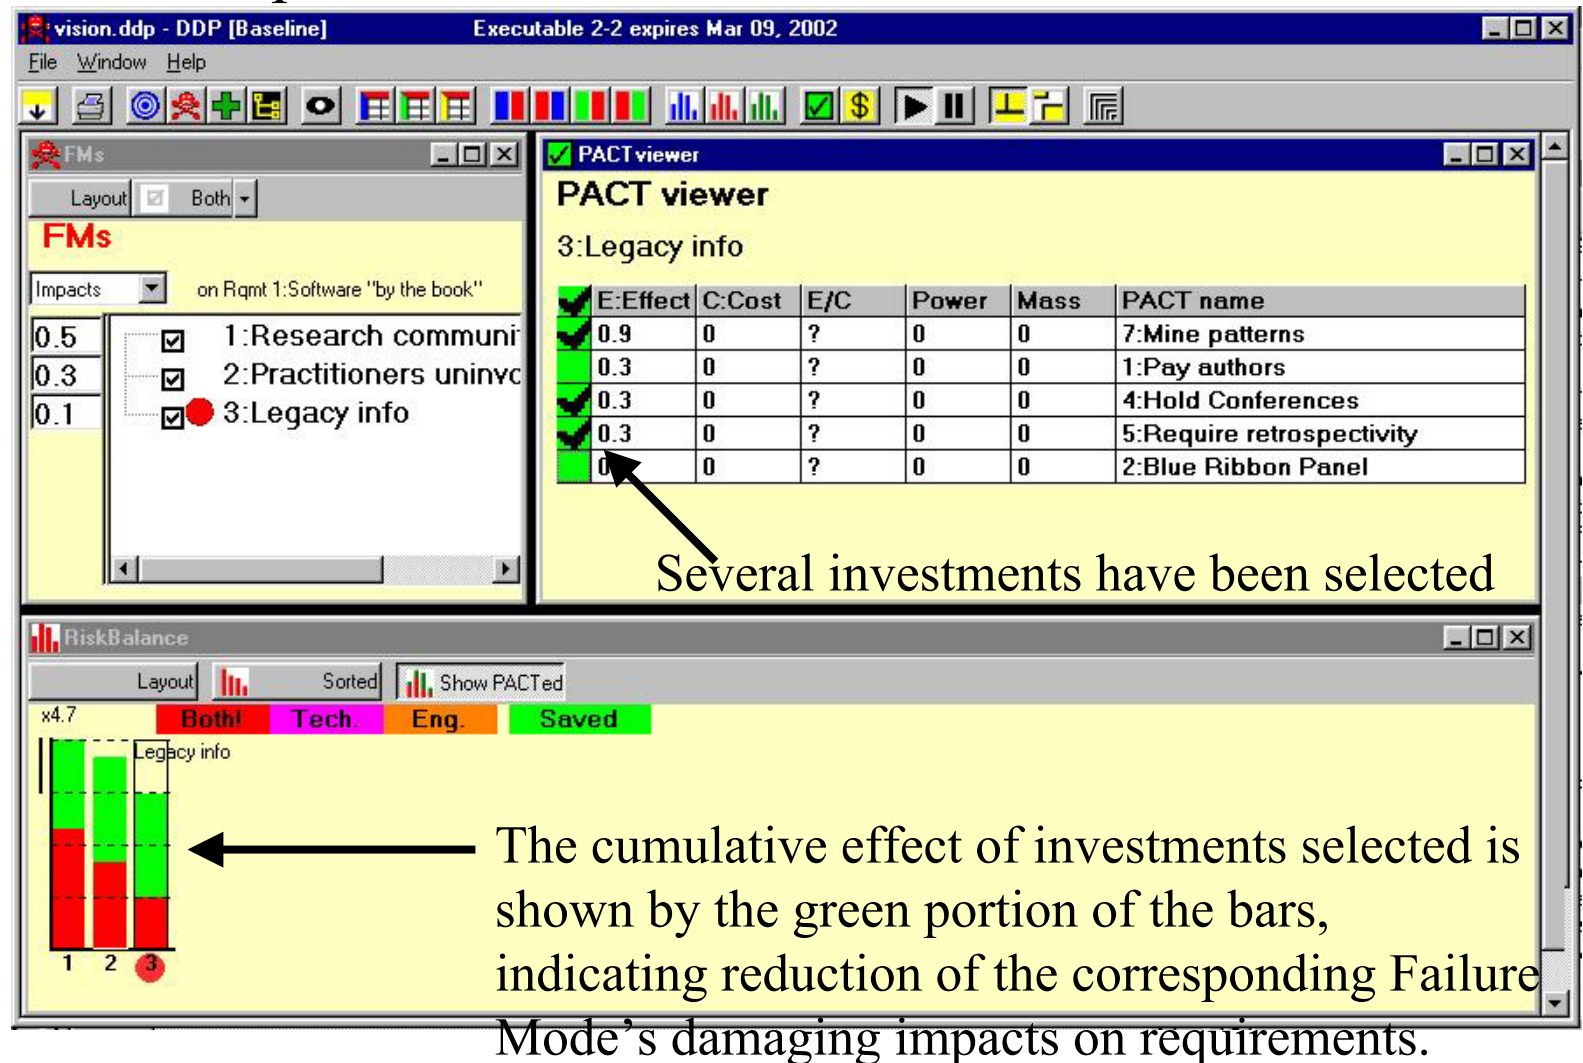 vision.ddp - DDP [Baseline] Executable 2-2 expires Mar 09, 2002
File Window Help
FMs
Layout Both
FMs
Impacts on Rqmt 1:Software "by the book"
0.5 1:Research communi
0.3 2:Practitioners uninvo
0.1 3:Legacy info
PACTviewer
PACT viewer
3:Legacy info
E:Effect C:Cost E/C Power Mass PACT name
0.9 0 ? 0 0 7:Mine patterns
0.3 0 ? 0 0 1:Pay authors
0.3 0 ? 0 0 4:Hold Conferences
0.3 0 ? 0 0 5:Require retrospectivity
0 ? 0 0 2:Blue Ribbon Panel
Several investments have been selected
RiskBalance
Layout Sorted Show PACTed
x4.7 Both! Tech. Eng. Saved
Legacy info
1 2 3
The cumulative effect of investments selected is
shown by the green portion of the bars,
indicating reduction of the corresponding Failure
Mode’s damaging impacts on requirements.